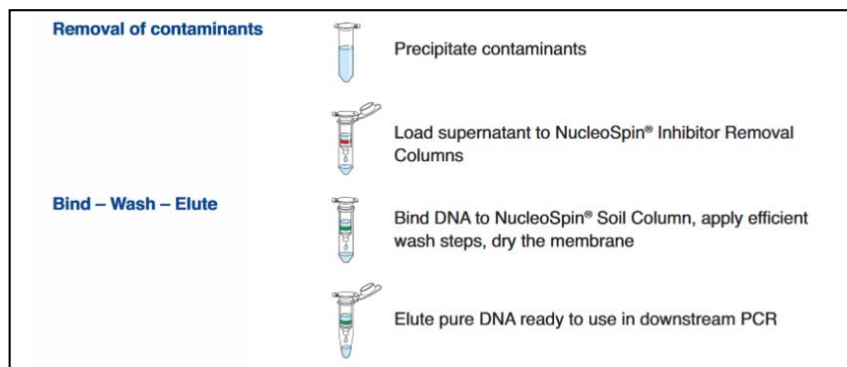 Removal of contaminants
Precipitate contaminants
Load supernatant to NucleoSpin® Inhibitor Removal
Columns
Bind – Wash – Elute
Bind DNA to NucleoSpin® Soil Column, apply efficient
wash steps, dry the membrane
Elute pure DNA ready to use in downstream PCR